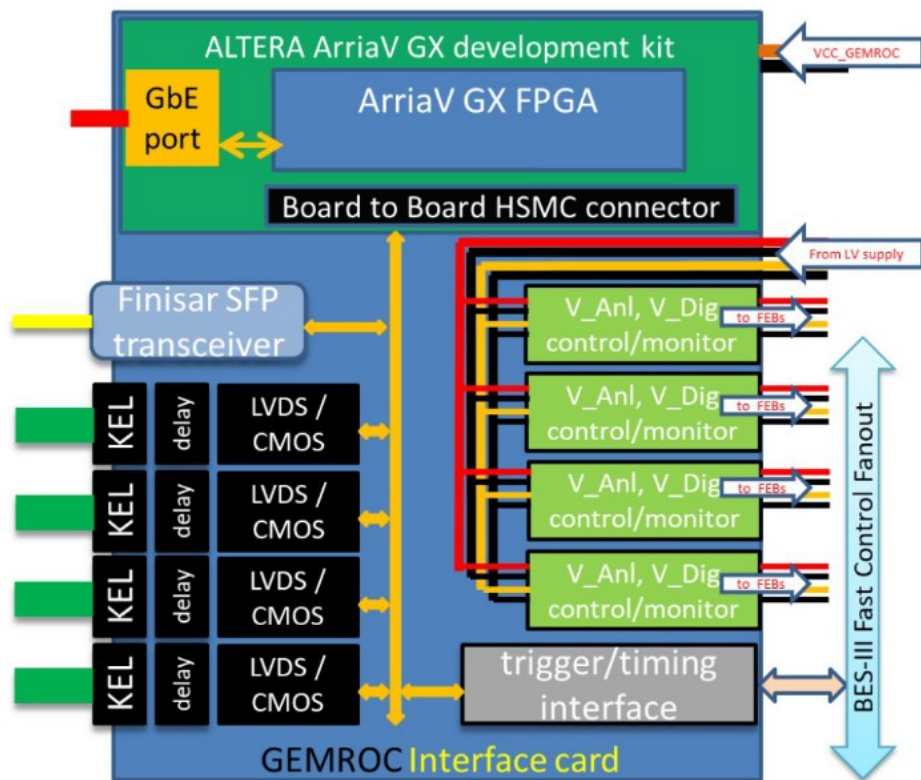 ALTERA ArriaV GX development kit
VCC_GEMROC
GbE
port
ArriaV GX FPGA
Board to Board HSMC connector
From LV supply
Finisar SFP
transceiver
V_Anl, V_Dig
to FEBs
control/monitor
KEL
delay
LVDS /
CMOS
V_Anl, V_Dig
to FEBs
control/monitor
KEL
delay
LVDS /
CMOS
V_Anl, V_Dig
to FEBs
control/monitor
KEL
delay
LVDS /
CMOS
V_Anl, V_Dig
to FEBs
control/monitor
KEL
delay
LVDS /
CMOS
trigger/timing
interface
BES-III Fast Control Fanout
GEMROC Interface card